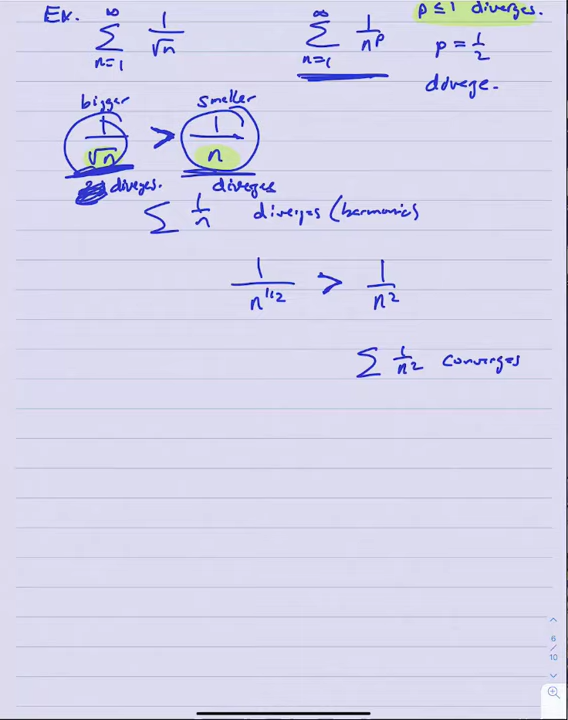 p ≤ 1 diverges.
Ex. ∞ ∑ n=1 1/√n ∞ ∑ n=1 1/n^p p = 1/2
diverge.
bigger smaller
1/√n > 1/n
diverges. diverges
∑ 1/n diverges (harmonic)
1/n^1/2 > 1/n^2
∑ 1/n^2 converges
6
/
10